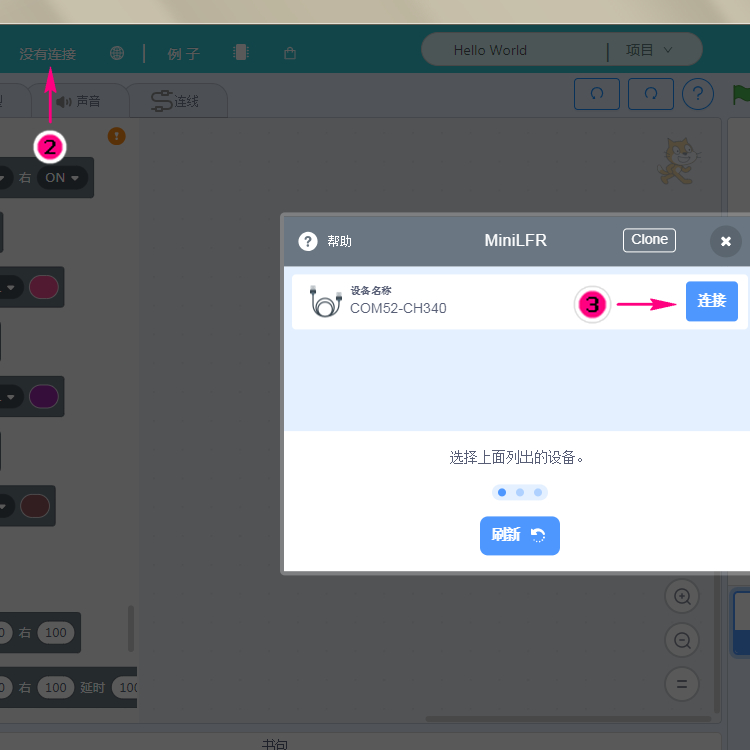 没有连接
例子
Hello World
项目
声音
连线
?
2
右 ON
? 帮助
MiniLFR
Clone
设备名称
COM52-CH340
3
连接
选择上面列出的设备。
刷新
右 100
右 100 延时 100
书包